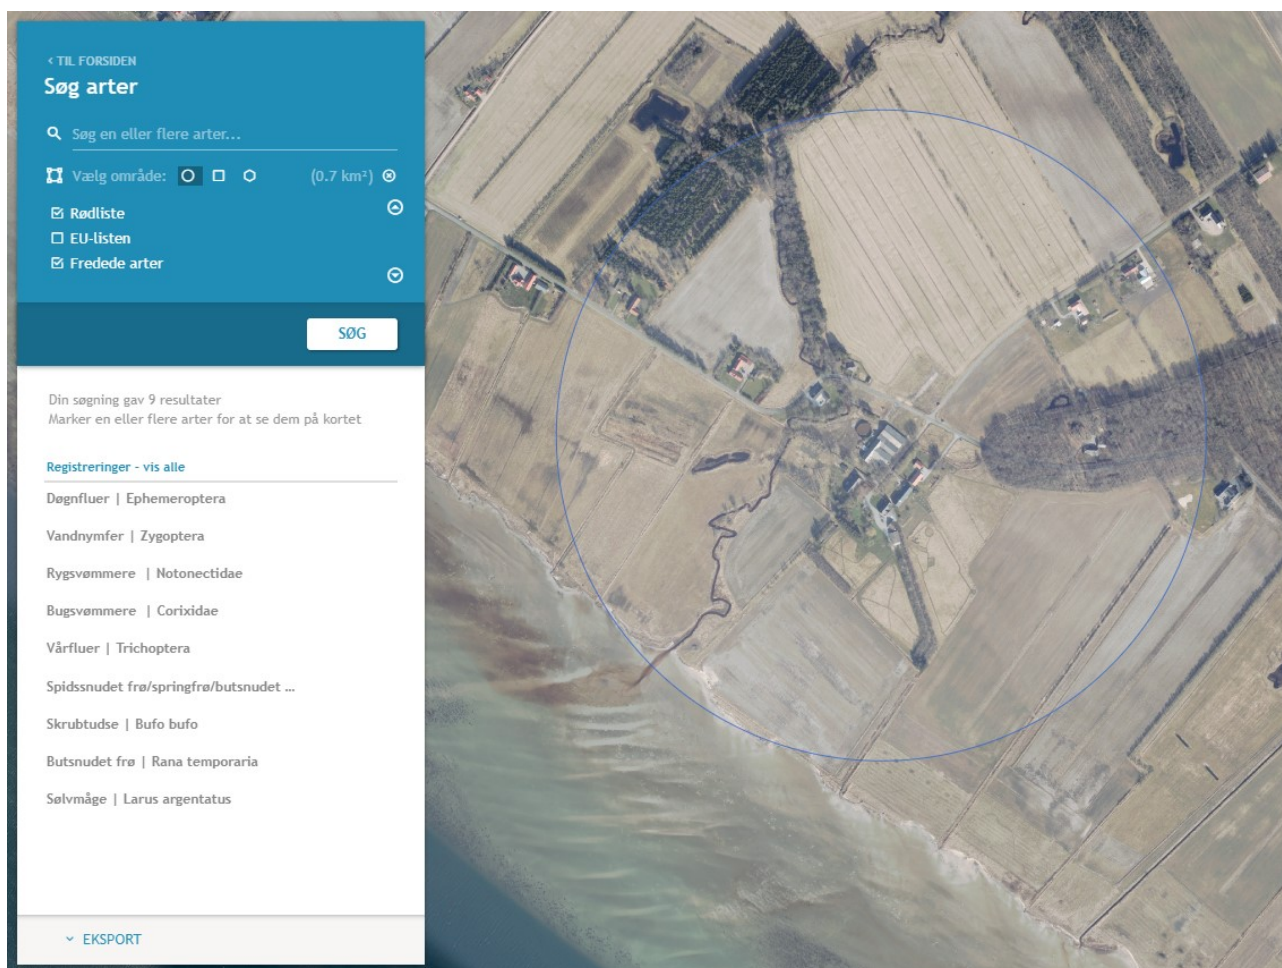 ‹ TIL FORSIDEN
Søg arter
Søg en eller flere arter...
Vælg område: (0.7 km²)
Rødliste
EU-listen
Fredede arter
SØG
Din søgning gav 9 resultater
Marker en eller flere arter for at se dem på kortet
Registreringer - vis alle
Døgnfluer | Ephemeroptera
Vandnymfer | Zygoptera
Rygsvømmere | Notonectidae
Bugsvømmere | Corixidae
Vårfluer | Trichoptera
Spidssnudet frø/springfrø/butsnudet ...
Skrubtudse | Bufo bufo
Butsnudet frø | Rana temporaria
Sølvmåge | Larus argentatus
EKSPORT